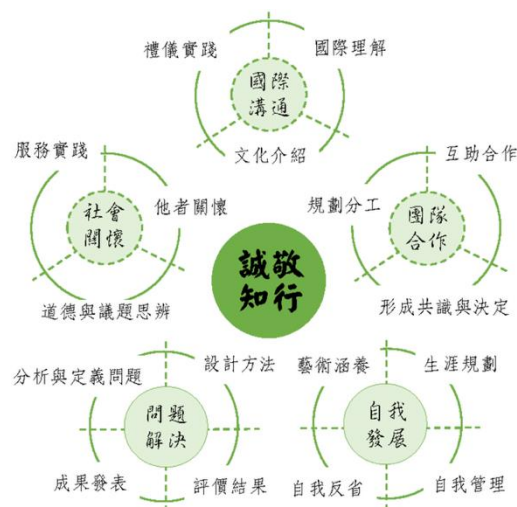 禮儀實踐
國際理解
國際
溝通
文化介紹
服務實踐
社會
關懷
他者關懷
道德與議題思辨
互助合作
規劃分工
團隊
合作
形成共識與決定
誠敬
知行
分析與定義問題
設計方法
問題
解決
成果發表
評價結果
藝術涵養
生涯規劃
自我
發展
自我反省
自我管理